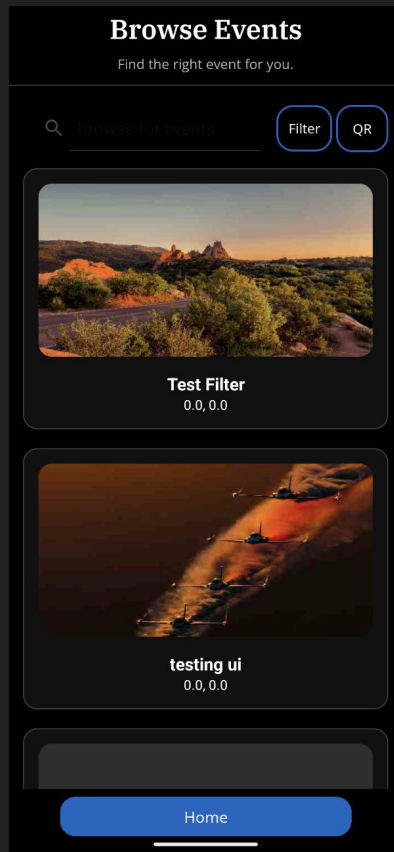 Browse Events
Find the right event for you.
Browse for events
Filter
QR
Test Filter
0.0, 0.0
testing ui
0.0, 0.0
Home